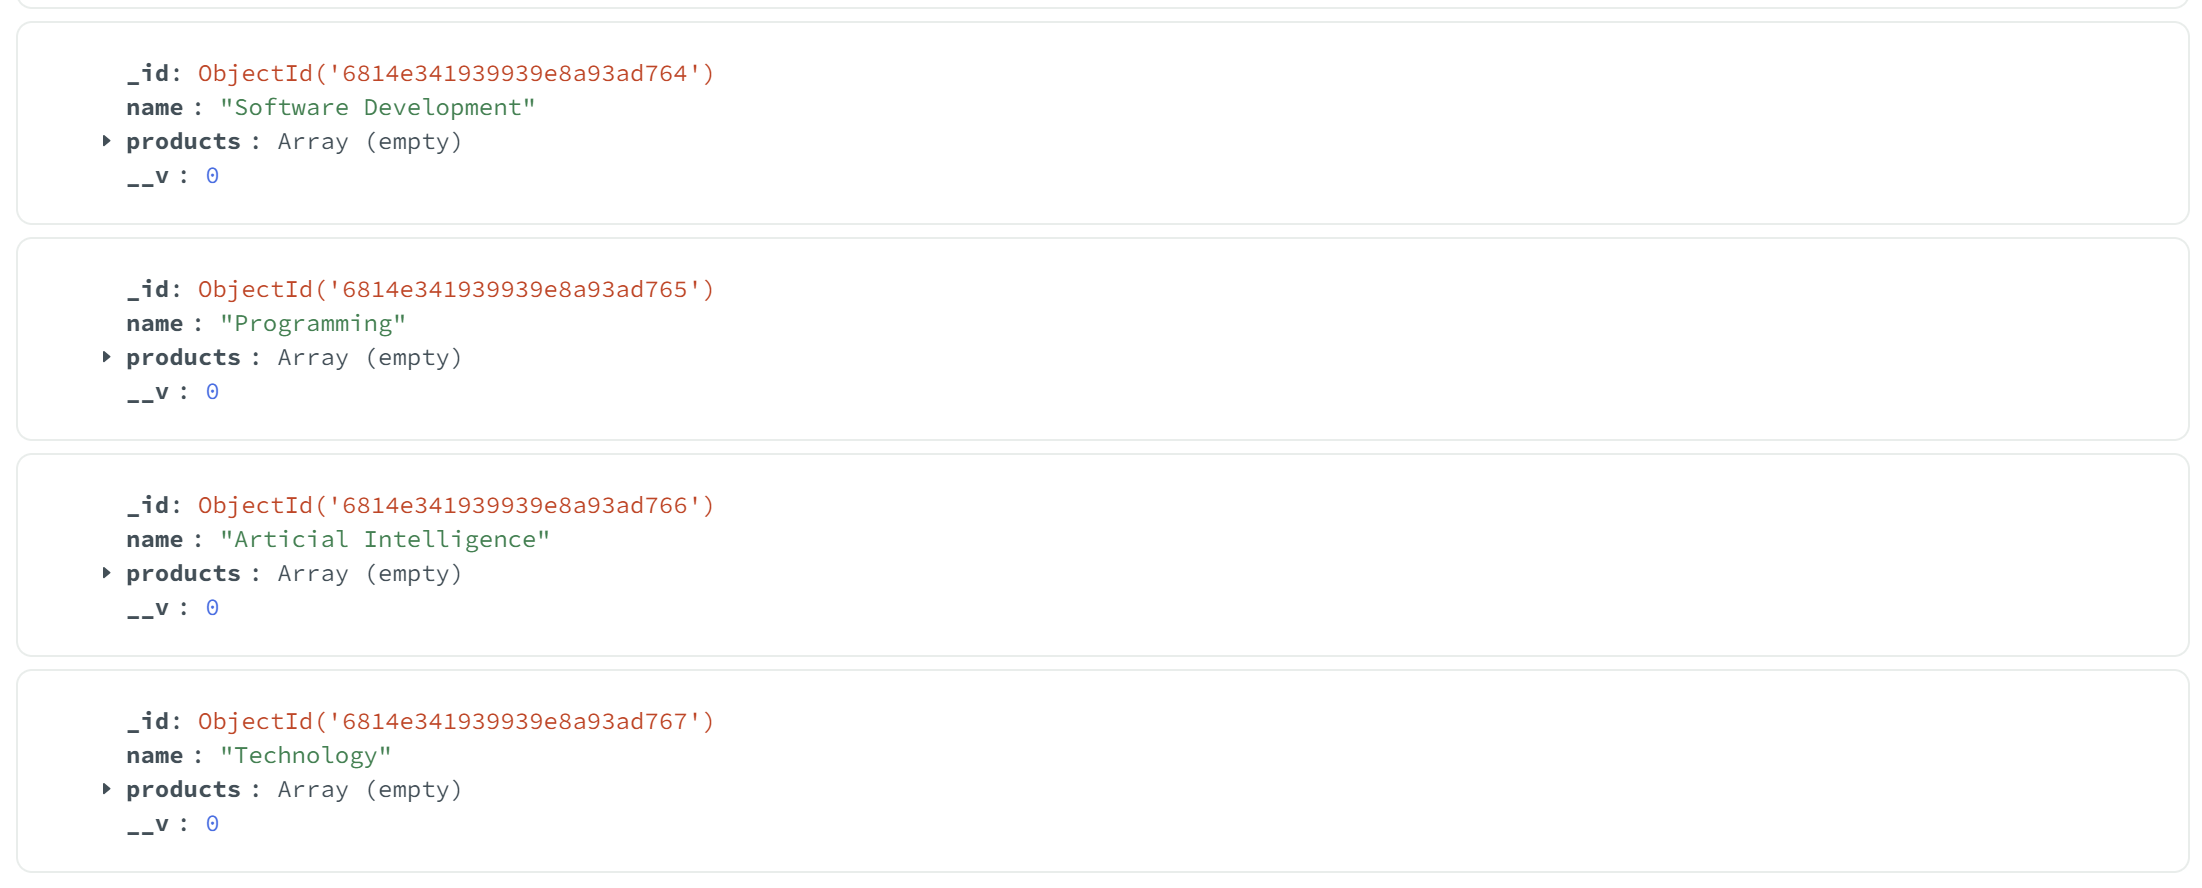 _id: ObjectId('6814e341939939e8a93ad764')
name : "Software Development"
products : Array (empty)
__v : 0
_id: ObjectId('6814e341939939e8a93ad765')
name : "Programming"
products : Array (empty)
__v : 0
_id: ObjectId('6814e341939939e8a93ad766')
name : "Articial Intelligence"
products : Array (empty)
__v : 0
_id: ObjectId('6814e341939939e8a93ad767')
name : "Technology"
products : Array (empty)
__v : 0